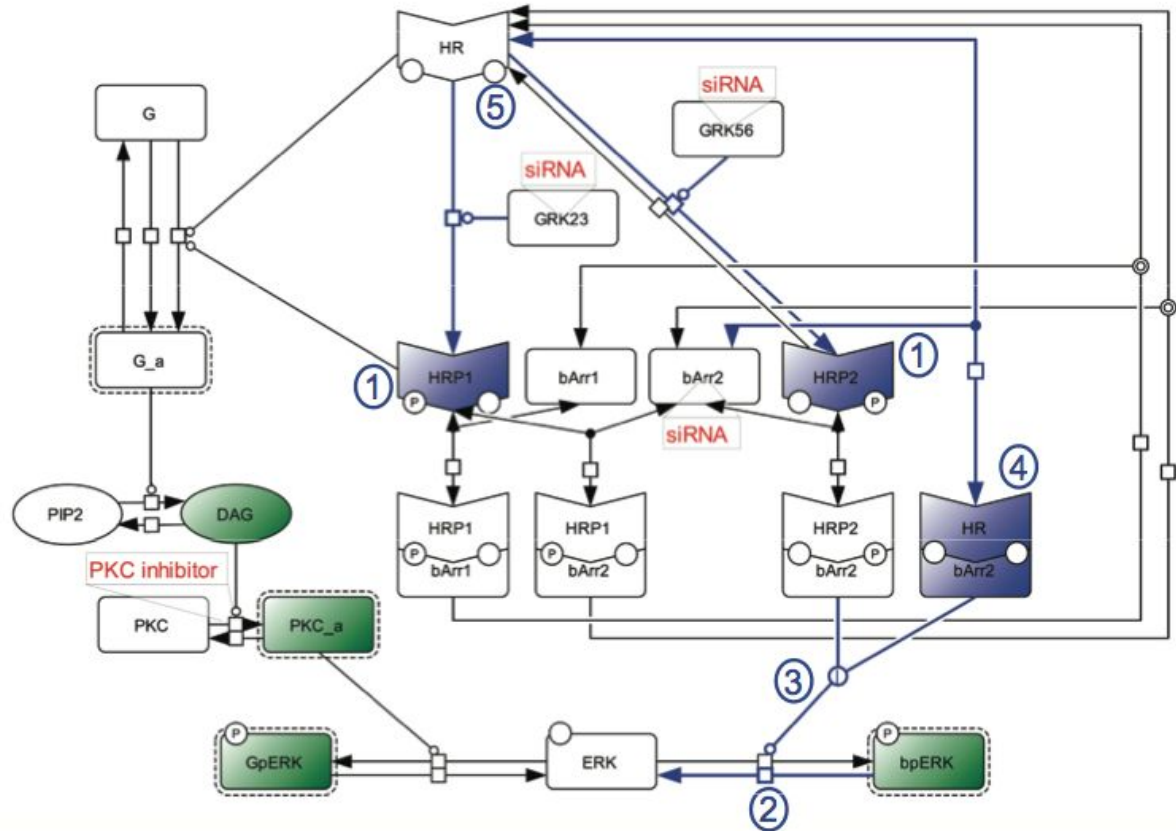 HR
5
siRNA
GRK56
G
siRNA
GRK23
G_a
1
HRP1
P
bArr1
bArr2
siRNA
HRP2
P
1
PIP2
DAG
HRP1
P
bArr1
HRP1
P
bArr2
HRP2
P
bArr2
4
HR
bArr2
PKC inhibitor
PKC
PKC_a
3
P
GpERK
ERK
P
bpERK
2